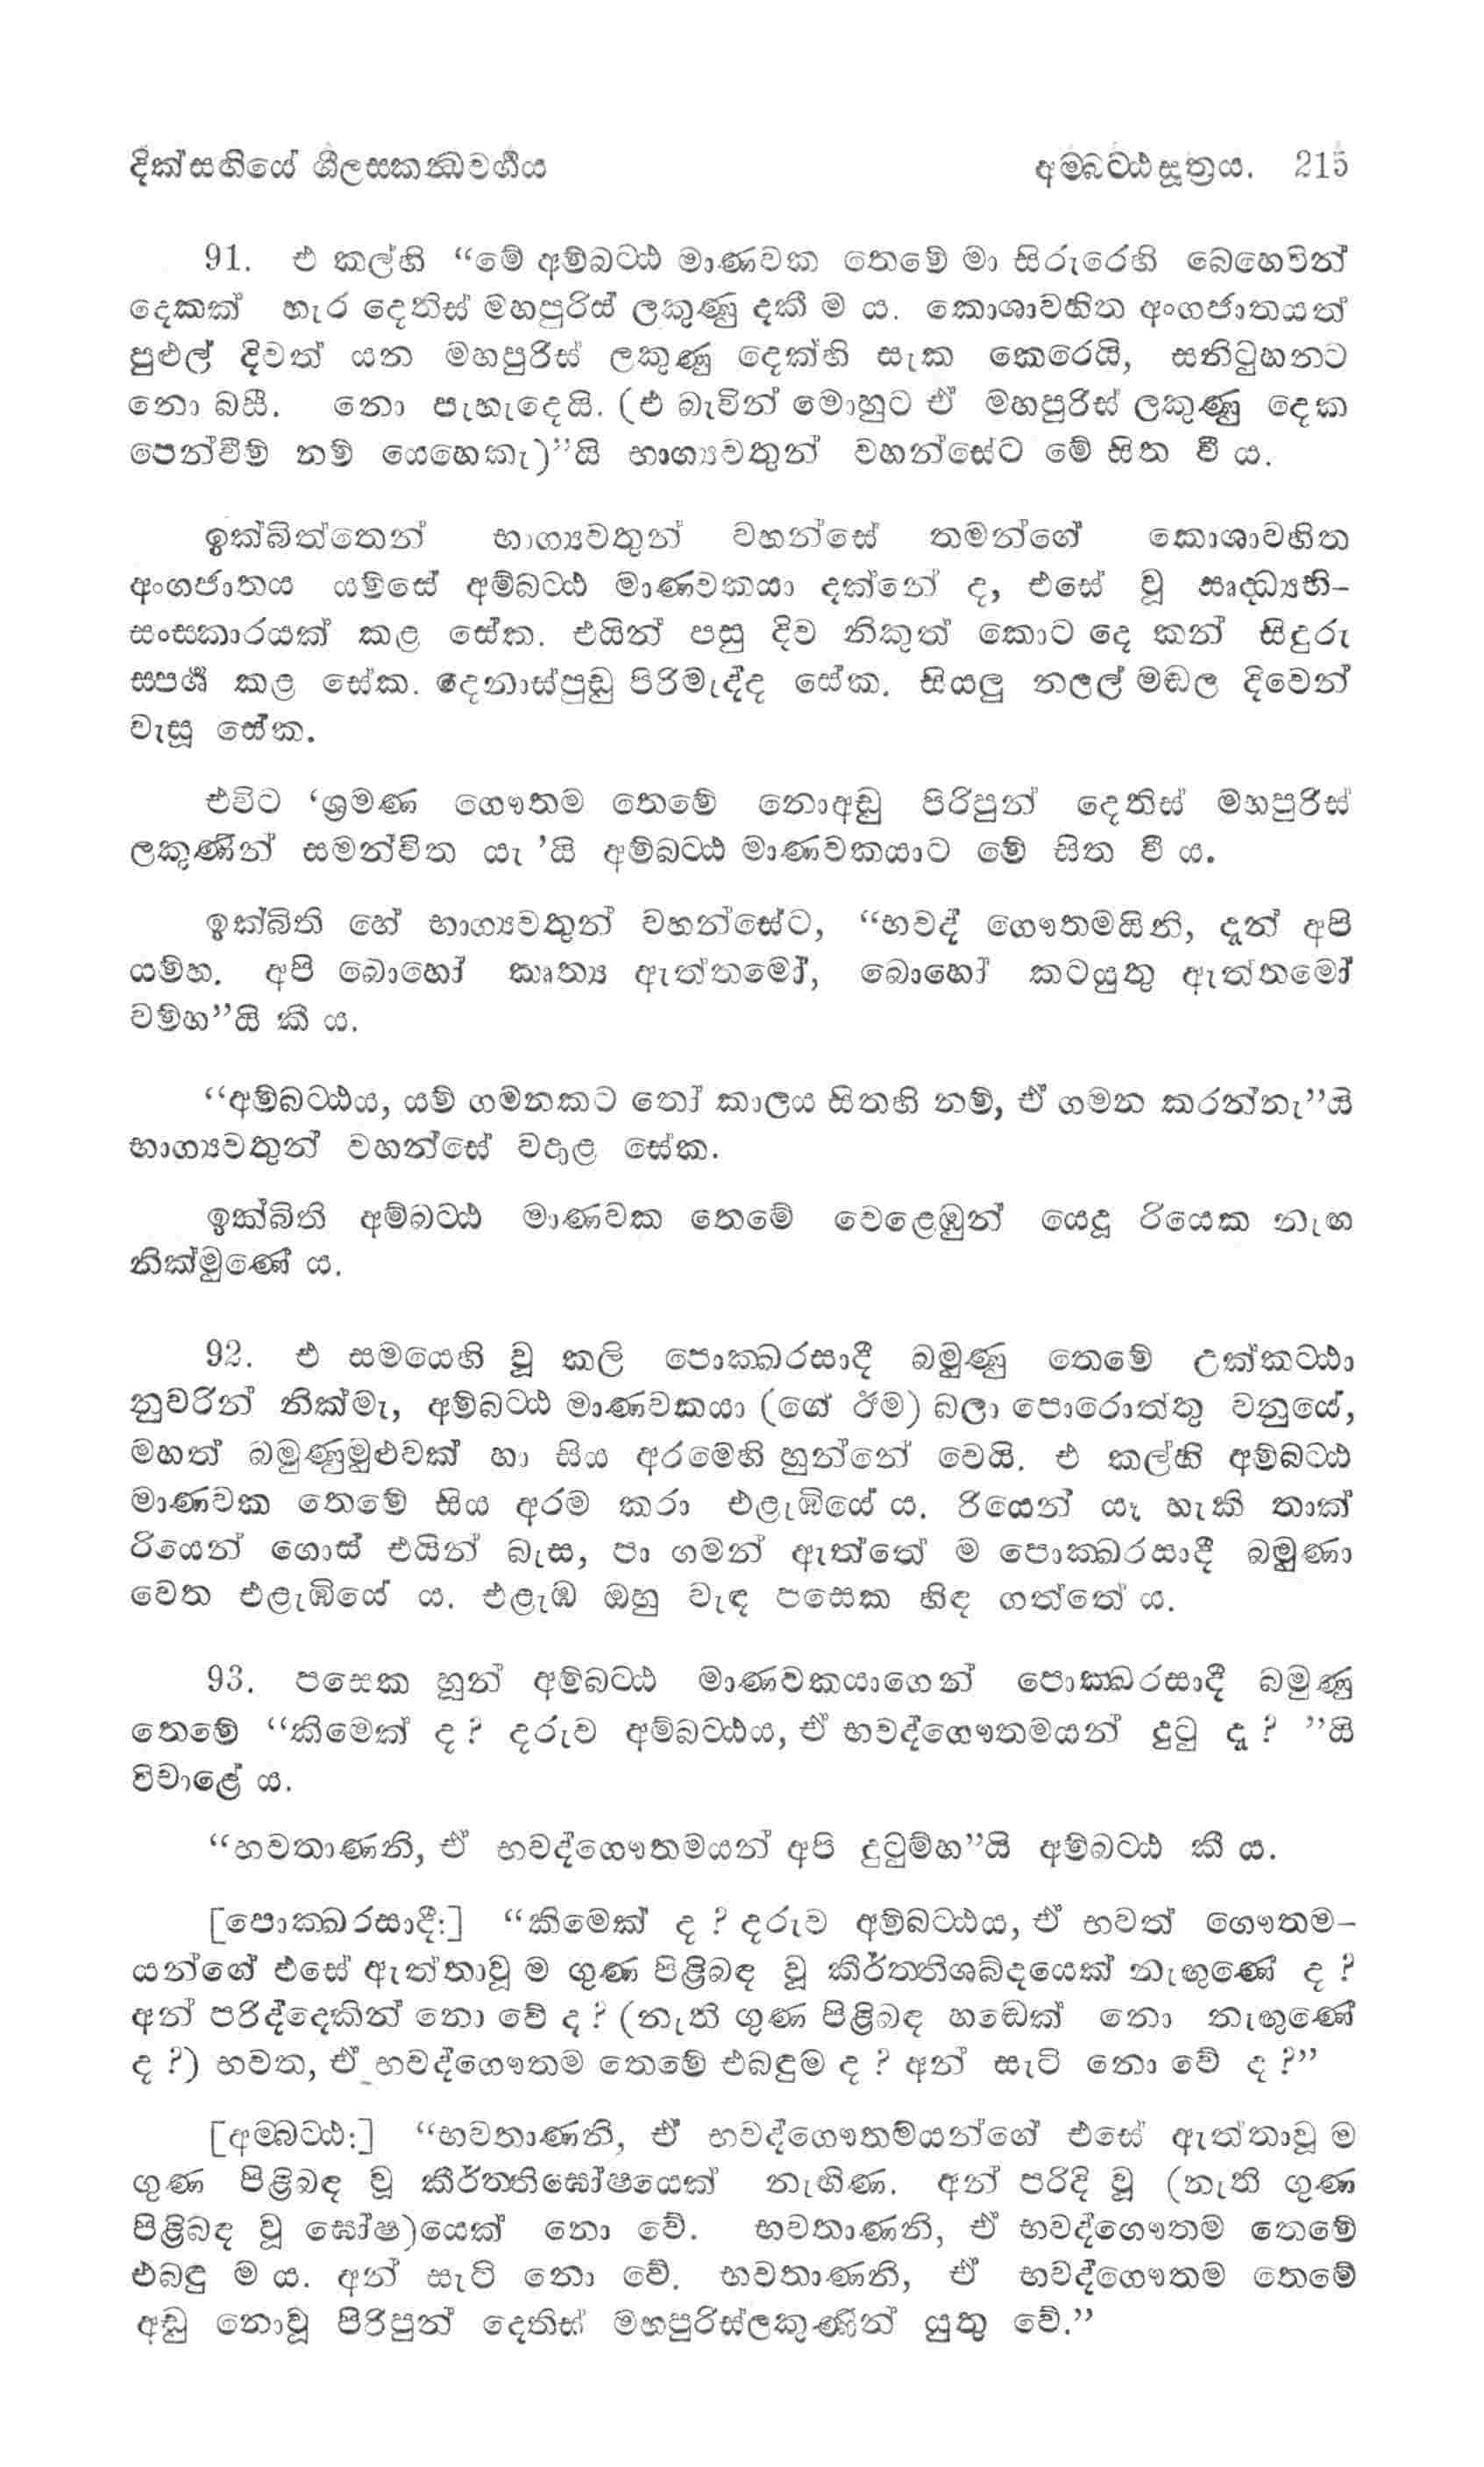 දික්සඟියේ ශීලස්කන්‍ධවර්‍ගය අම්බට්ඨසූත්‍රය. 215
91. එ කල්හි “මේ අම්බට්ඨ මාණවක තෙමේ මා සිරුරෙහි බෙහෙවින්
දෙකක් හැර දෙතිස් මහපුරිස් ලකුණු දකී ම ය. කොශාවහිත අංගජාතයත්
පුළුල් දිවත් යන මහපුරිස් ලකුණු දෙක්හි සැක කෙරෙයි, සනිටුහනට
නො බසී. නො පැහැදෙයි. (එ බැවින් මොහුට ඒ මහපුරිස් ලකුණු දෙක
පෙන්වීම් නම් යෙහෙකැ)”යි භාග්‍යවතුන් වහන්සේට මේ සිත වී ය.
ඉක්බිත්තෙන් භාග්‍යවතුන් වහන්සේ තමන්ගේ කොශාවහිත
අංගජාතය යම්සේ අම්බට්ඨ මාණවකයා දක්නේ ද, එසේ වූ ඍද්ධ්‍යභි-
සංස්කාරයක් කළ සේක. එයින් පසු දිව නිකුත් කොට දෙ කන් සිදුරු
ස්පර්‍ශ කළ සේක. දෙනාස්පුඩු පිරිමැද්ද සේක. සියලු නලල් මඬල දිවෙන්
වැසූ සේක.
එවිට ‘ශ්‍රමණ ගෞතම තෙමේ නොඅඩු පිරිපුන් දෙතිස් මහපුරිස්
ලකුණින් සමන්විත යැ ’යි අම්බට්ඨ මාණවකයාට මේ සිත වී ය.
ඉක්බිති හේ භාග්‍යවතුන් වහන්සේට, “භවද් ගෞතමයිනි, දැන් අපි
යම්හ. අපි බොහෝ කෘත්‍ය ඇත්තමෝ, බොහෝ කටයුතු ඇත්තමෝ
වම්හ”යි කී ය.
“අම්බට්ඨය, යම් ගමනකට තෝ කාලය සිතහි නම්, ඒ ගමන කරන්නැ”යි
භාග්‍යවතුන් වහන්සේ වදාළ සේක.
ඉක්බිති අම්බට්ඨ මාණවක තෙමේ වෙළෙඹුන් යෙදූ රියෙක නැඟ
නික්මුණේ ය.
92. එ සමයෙහි වූ කලි පොක්ඛරසාදී බමුණු තෙමේ උක්කට්ඨා
නුවරින් නික්මැ, අම්බට්ඨ මාණවකයා (ගේ ඊම) බලා පොරොත්තු වනුයේ,
මහත් බමුණුමුළුවක් හා සිය අරමෙහි හුන්නේ වෙයි. එ කල්හි අම්බට්ඨ
මාණවක තෙමේ සිය අරම කරා එළැඹියේ ය. රියෙන් යෑ හැකි තාක්
රියෙන් ගොස් එයින් බැස, පා ගමන් ඇත්තේ ම පොක්ඛරසාදී බමුණා
වෙත එළැඹියේ ය. එළැඹ ඔහු වැඳ පසෙක හිඳ ගත්තේ ය.
93. පසෙක හුන් අම්බට්ඨ මාණවකයාගෙන් පොක්ඛරසාදී බමුණු
තෙමේ “කිමෙක් ද? දරුව අම්බට්ඨය, ඒ භවද්ගෞතමයන් දුටු දැ? ”යි
විචාළේ ය.
“භවතාණනි, ඒ භවද්ගෞතමයන් අපි දුටුම්හ”යි අම්බට්ඨ කී ය.
[පොක්ඛරසාදී:] “කිමෙක් ද? දරුව අම්බට්ඨය, ඒ භවත් ගෞතම-
යන්ගේ එසේ ඇත්තාවූ ම ගුණ පිළිබඳ වූ කීර්තතිශබ්දයෙක් නැඟුණේ ද?
අන් පරිද්දෙකින් නො වේ ද? (නැති ගුණ පිළිබඳ හඬෙක් නො නැඟුණේ
ද?) භවත, ඒ භවද්ගෞතම තෙමේ එබඳුම ද? අන් සැටි නො වේ ද?”
[අම්බට්ඨ:] “භවතාණනි, ඒ භවද්ගෞතමයන්ගේ එසේ ඇත්තාවූ ම
ගුණ පිළිබඳ වූ කීර්තතිඝෝෂයෙක් නැඟිණ. අන් පරිදි වූ (නැති ගුණ
පිළිබඳ වූ ඝෝෂ)යෙක් නො වේ. භවතාණනි, ඒ භවද්ගෞතම තෙමේ
එබඳු ම ය. අන් සැටි නො වේ. භවතාණනි, ඒ භවද්ගෞතම තෙමේ
අඩු නොවූ පිරිපුන් දෙතිස් මහපුරිස්ලකුණින් යුතු වේ.”